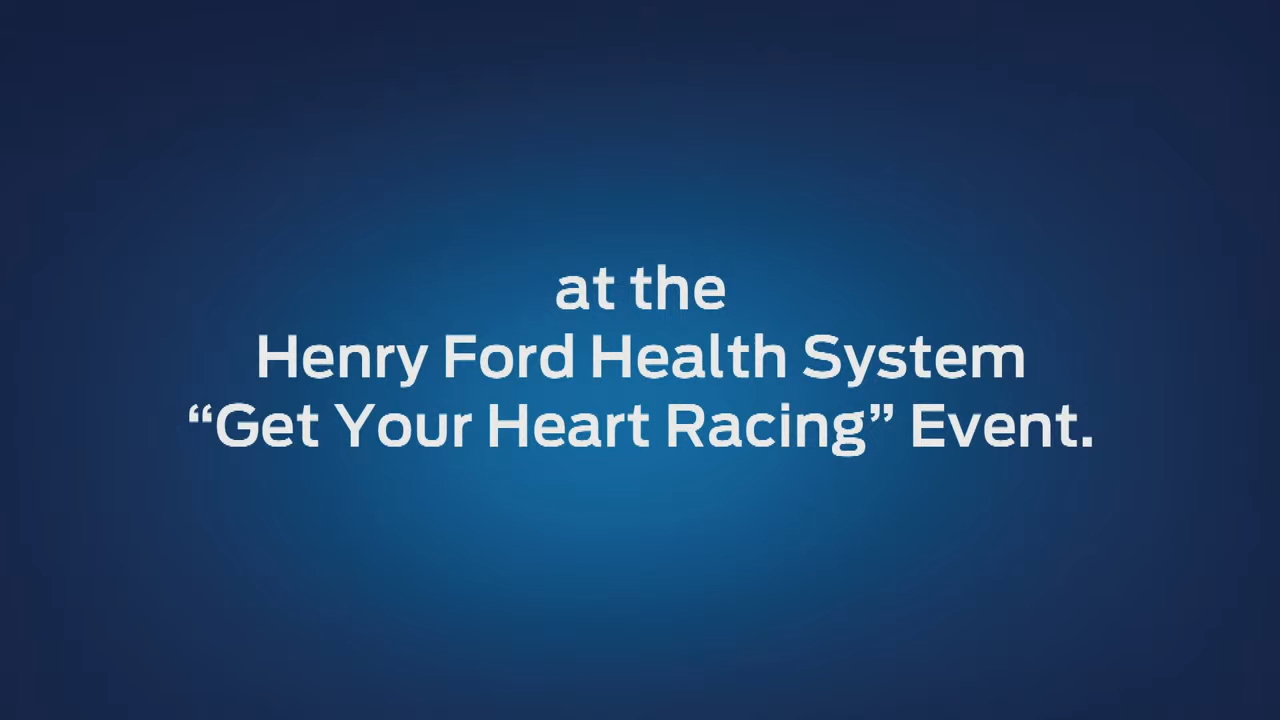 at the
Henry Ford Health System
“Get Your Heart Racing” Event.